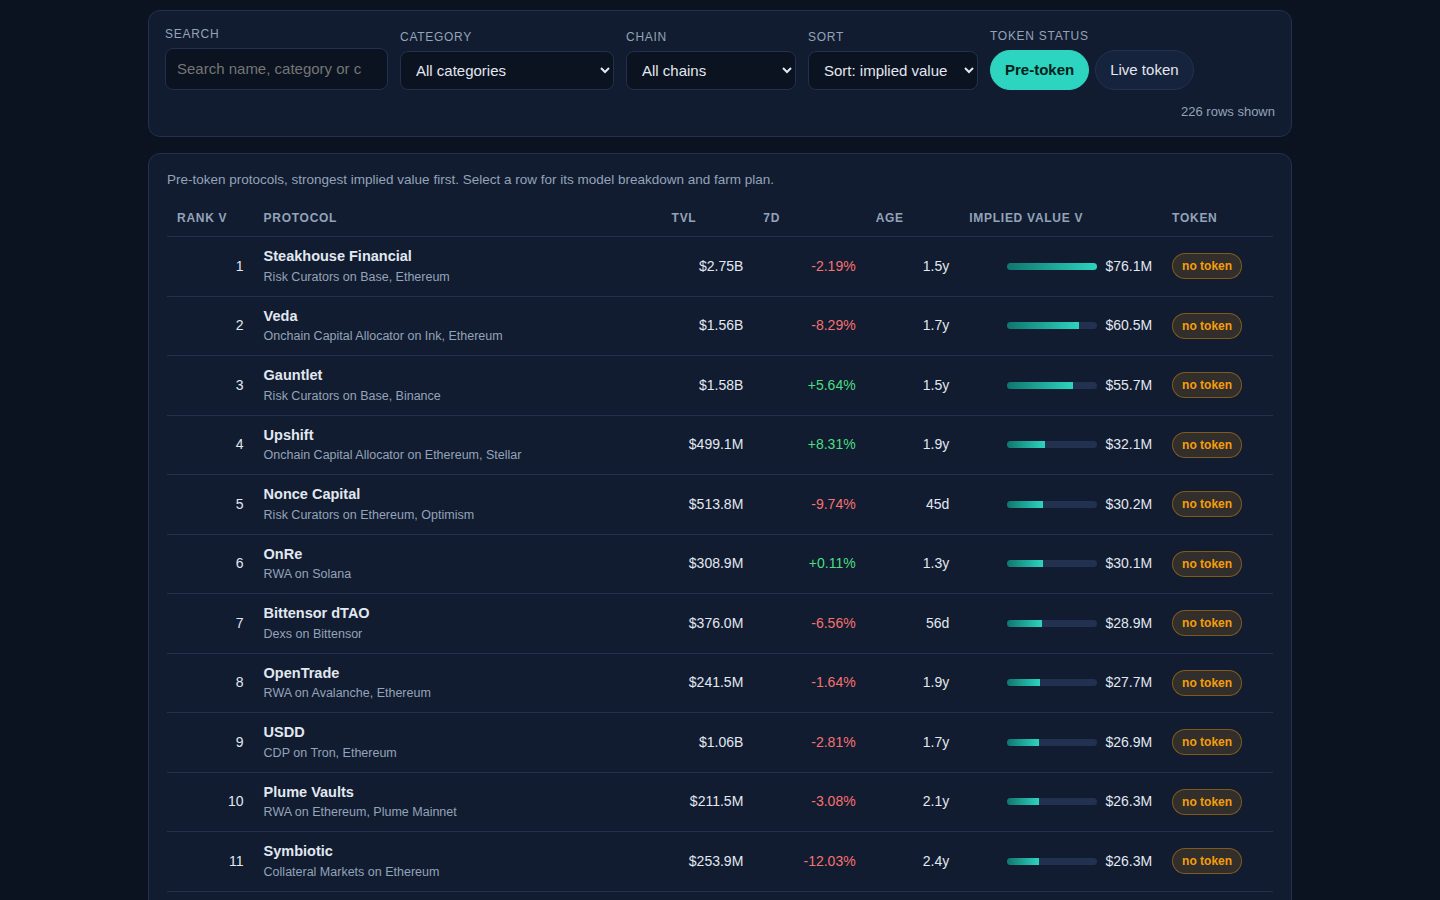 SEARCH
CATEGORY
CHAIN
SORT
TOKEN STATUS
Search name, category or c
All categories
All chains
Sort: implied value
Pre-token
Live token
226 rows shown
Pre-token protocols, strongest implied value first. Select a row for its model breakdown and farm plan.
RANK V PROTOCOL TVL 7D AGE IMPLIED VALUE V TOKEN
1 Steakhouse Financial $2.75B -2.19% 1.5y $76.1M no token
Risk Curators on Base, Ethereum
2 Veda $1.56B -8.29% 1.7y $60.5M no token
Onchain Capital Allocator on Ink, Ethereum
3 Gauntlet $1.58B +5.64% 1.5y $55.7M no token
Risk Curators on Base, Binance
4 Upshift $499.1M +8.31% 1.9y $32.1M no token
Onchain Capital Allocator on Ethereum, Stellar
5 Nonce Capital $513.8M -9.74% 45d $30.2M no token
Risk Curators on Ethereum, Optimism
6 OnRe $308.9M +0.11% 1.3y $30.1M no token
RWA on Solana
7 Bittensor dTAO $376.0M -6.56% 56d $28.9M no token
Dexs on Bittensor
8 OpenTrade $241.5M -1.64% 1.9y $27.7M no token
RWA on Avalanche, Ethereum
9 USDD $1.06B -2.81% 1.7y $26.9M no token
CDP on Tron, Ethereum
10 Plume Vaults $211.5M -3.08% 2.1y $26.3M no token
RWA on Ethereum, Plume Mainnet
11 Symbiotic $253.9M -12.03% 2.4y $26.3M no token
Collateral Markets on Ethereum